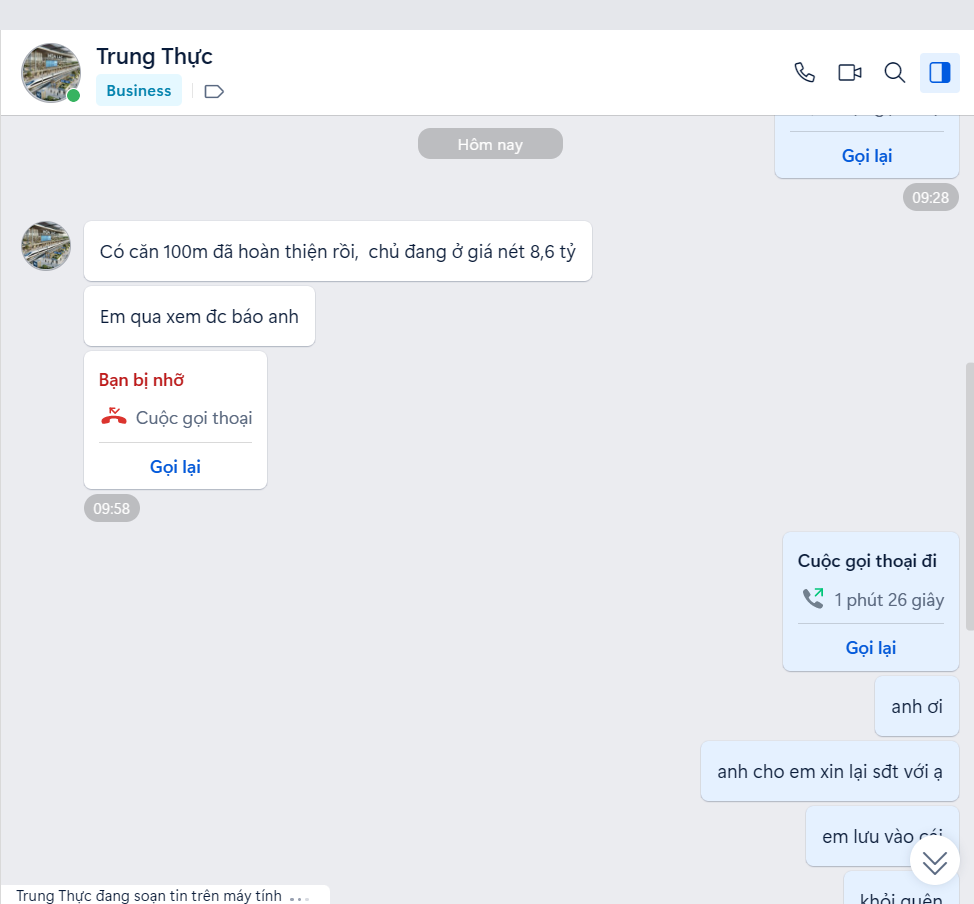 Trung Thực
Business
Hôm nay
Gọi lại
09:28
Có căn 100m đã hoàn thiện rồi,  chủ đang ở giá nét 8,6 tỷ
Em qua xem đc báo anh
Bạn bị nhỡ
Cuộc gọi thoại
Gọi lại
09:58
Cuộc gọi thoại đi
1 phút 26 giây
Gọi lại
anh ơi
anh cho em xin lại sđt với ạ
em lưu vào cái
khỏi quên
Trung Thực đang soạn tin trên máy tính